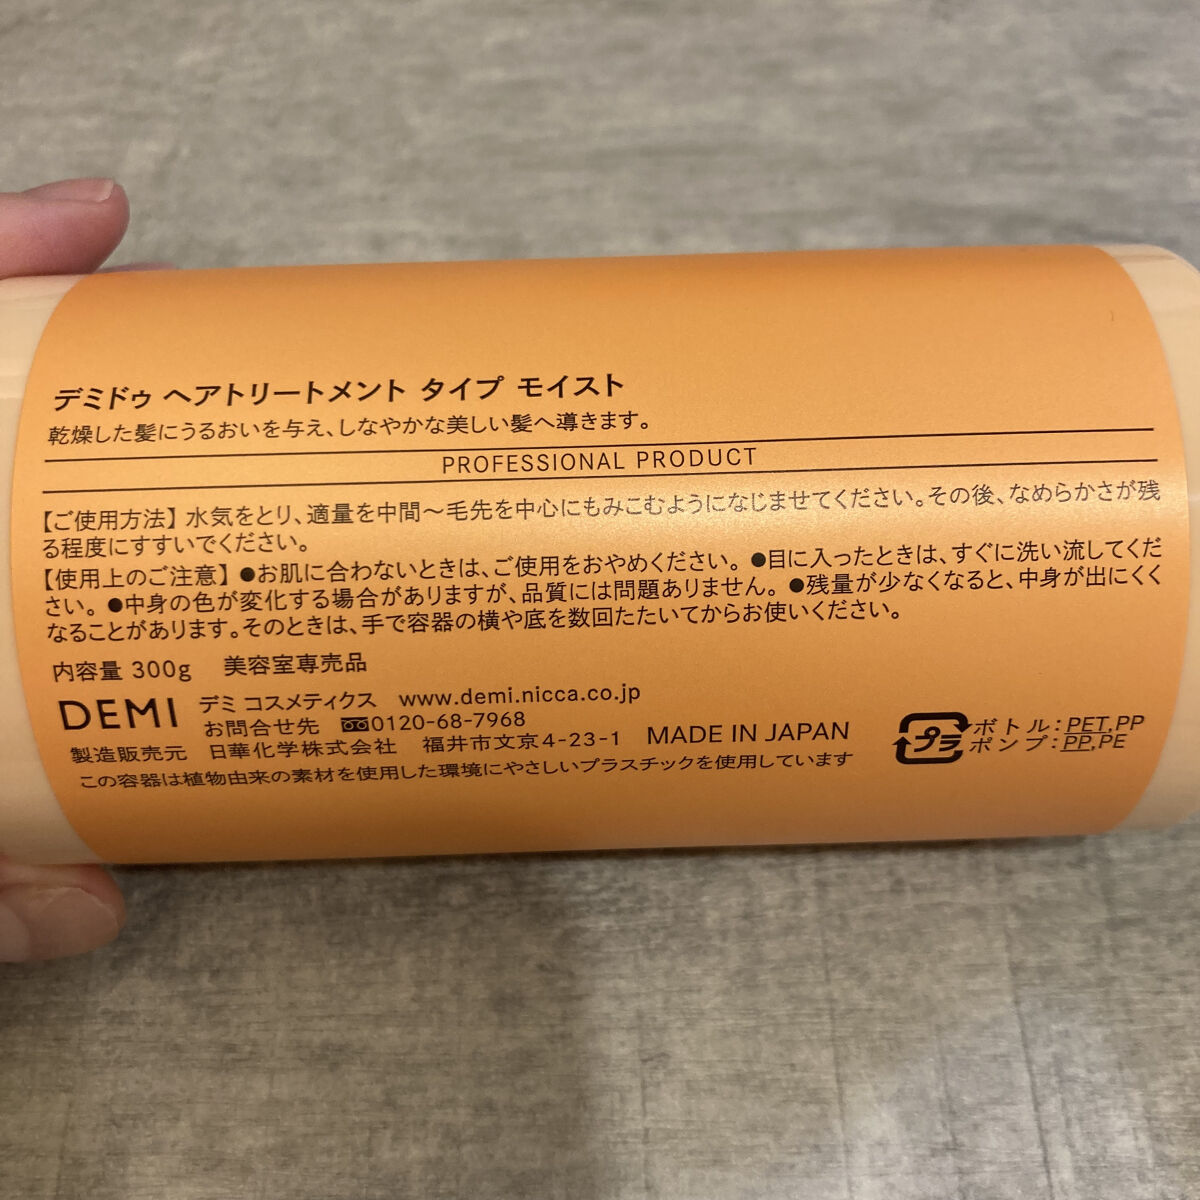 デミドゥ ヘアトリートメント タイプ モイスト
乾燥した髪にうるおいを与え、しなやかな美しい髪へ導きます。
PROFESSIONAL PRODUCT
【ご使用方法】水気をとり、適量を中間～毛先を中心にもみこむようになじませてください。その後、なめらかさが残
る程度にすすいでください。
【使用上のご注意】●お肌に合わないときは、ご使用をおやめください。●目に入ったときは、すぐに洗い流してくだ
さい。●中身の色が変化する場合がありますが、品質には問題ありません。●残量が少なくなると、中身が出にくく
なることがあります。そのときは、手で容器の横や底を数回たたいてからお使いください。
内容量 300g 美容室専売品
DEMI デミ コスメティクス www.demi.nicca.co.jp
お問合せ先 0120-68-7968
製造販売元 日華化学株式会社 福井市文京4-23-1 MADE IN JAPAN
この容器は植物由来の素材を使用した環境にやさしいプラスチックを使用しています
プラ
ボトル:PET,PP
ポンプ:PP,PE